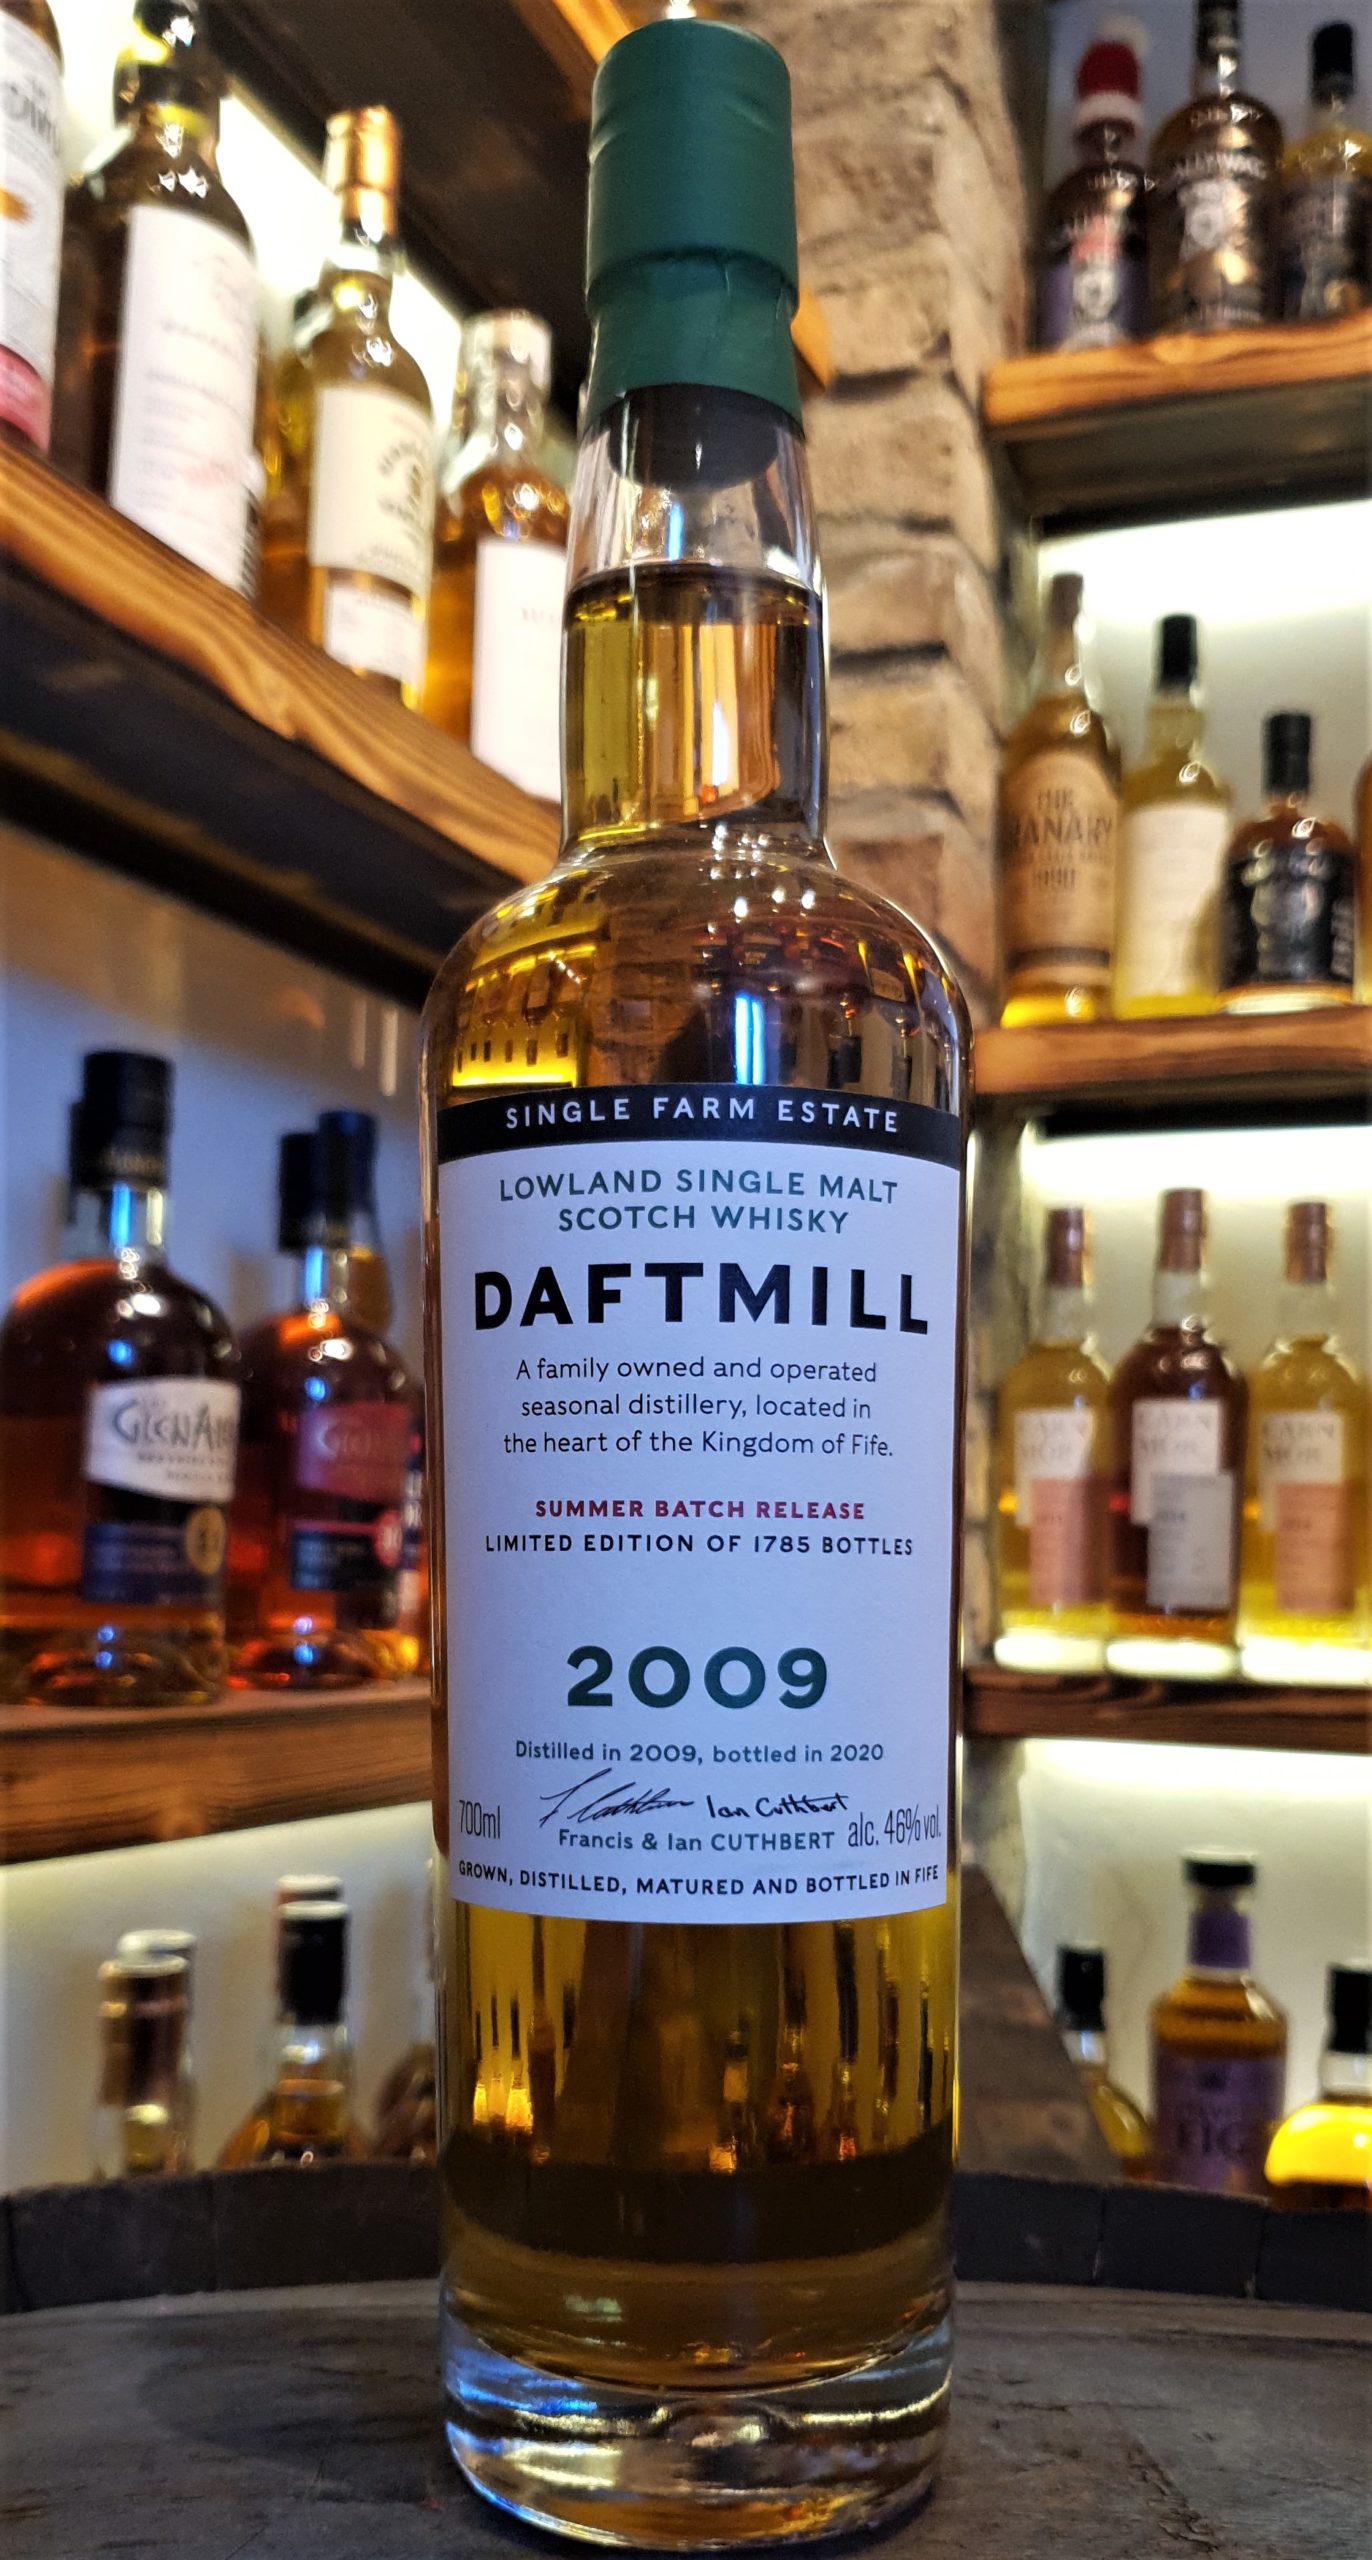 SINGLE FARM ESTATE
LOWLAND SINGLE MALT
SCOTCH WHISKY
DAFTMILL
A family owned and operated
seasonal distillery, located in
the heart of the Kingdom of Fife.
SUMMER BATCH RELEASE
LIMITED EDITION OF 1785 BOTTLES
2009
Distilled in 2009, bottled in 2020
Ian Cuthbert
700ml
Francis & Ian CUTHBERT
alc. 46% vol.
GROWN, DISTILLED, MATURED AND BOTTLED IN FIFE